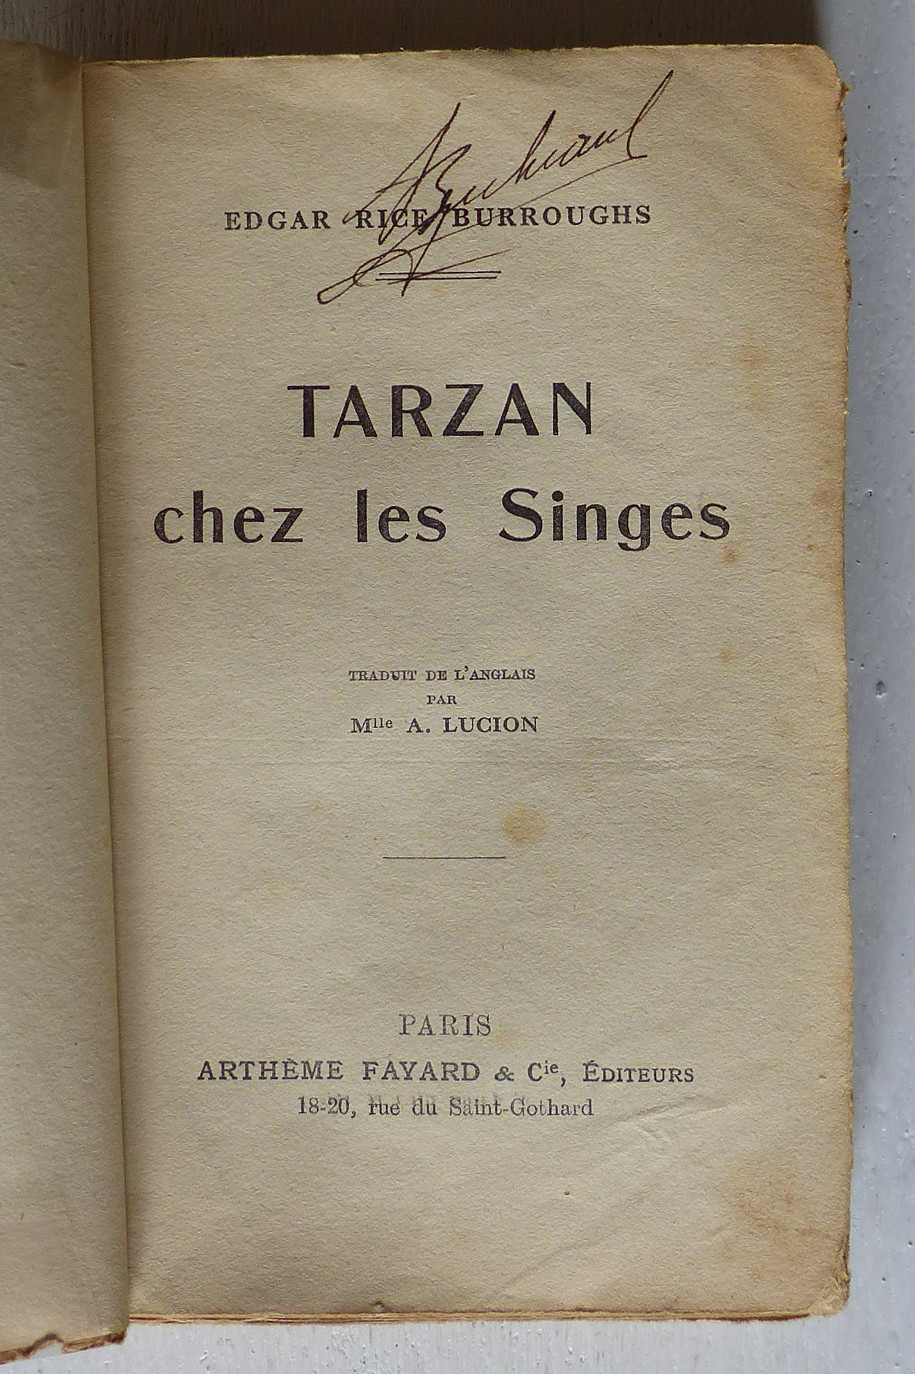 EDGAR RICE BURROUGHS
TARZAN
chez les Singes
TRADUIT DE L'ANGLAIS
PAR
Mlle A. LUCION
PARIS
ARTHÈME FAYARD & Cie, ÉDITEURS
18-20, rue du Saint-Gothard